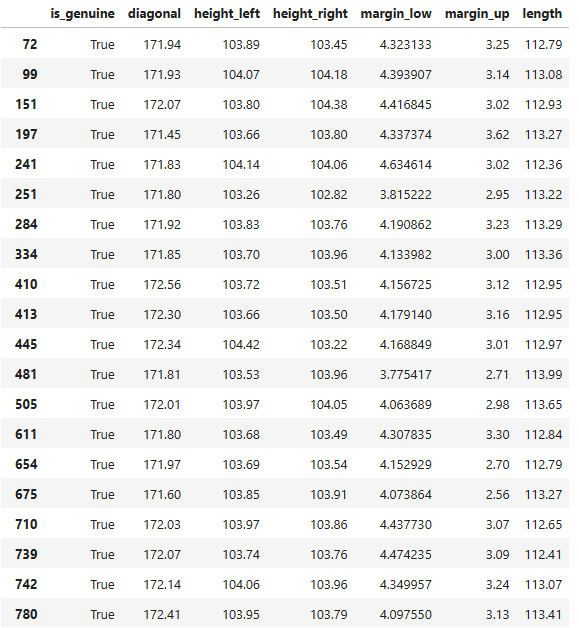 is_genuine diagonal height_left height_right margin_low margin_up length
72 True 171.94 103.89 103.45 4.323133 3.25 112.79
99 True 171.93 104.07 104.18 4.393907 3.14 113.08
151 True 172.07 103.80 104.38 4.416845 3.02 112.93
197 True 171.45 103.66 103.80 4.337374 3.62 113.27
241 True 171.83 104.14 104.06 4.634614 3.02 112.36
251 True 171.80 103.26 102.82 3.815222 2.95 113.22
284 True 171.92 103.83 103.76 4.190862 3.23 113.29
334 True 171.85 103.70 103.96 4.133982 3.00 113.36
410 True 172.56 103.72 103.51 4.156725 3.12 112.95
413 True 172.30 103.66 103.50 4.179140 3.16 112.95
445 True 172.34 104.42 103.22 4.168849 3.01 112.97
481 True 171.81 103.53 103.96 3.775417 2.71 113.99
505 True 172.01 103.97 104.05 4.063689 2.98 113.65
611 True 171.80 103.68 103.49 4.307835 3.30 112.84
654 True 171.97 103.69 103.54 4.152929 2.70 112.79
675 True 171.60 103.85 103.91 4.073864 2.56 113.27
710 True 172.03 103.97 103.86 4.437730 3.07 112.65
739 True 172.07 103.74 103.76 4.474235 3.09 112.41
742 True 172.14 104.06 103.96 4.349957 3.24 113.07
780 True 172.41 103.95 103.79 4.097550 3.13 113.41